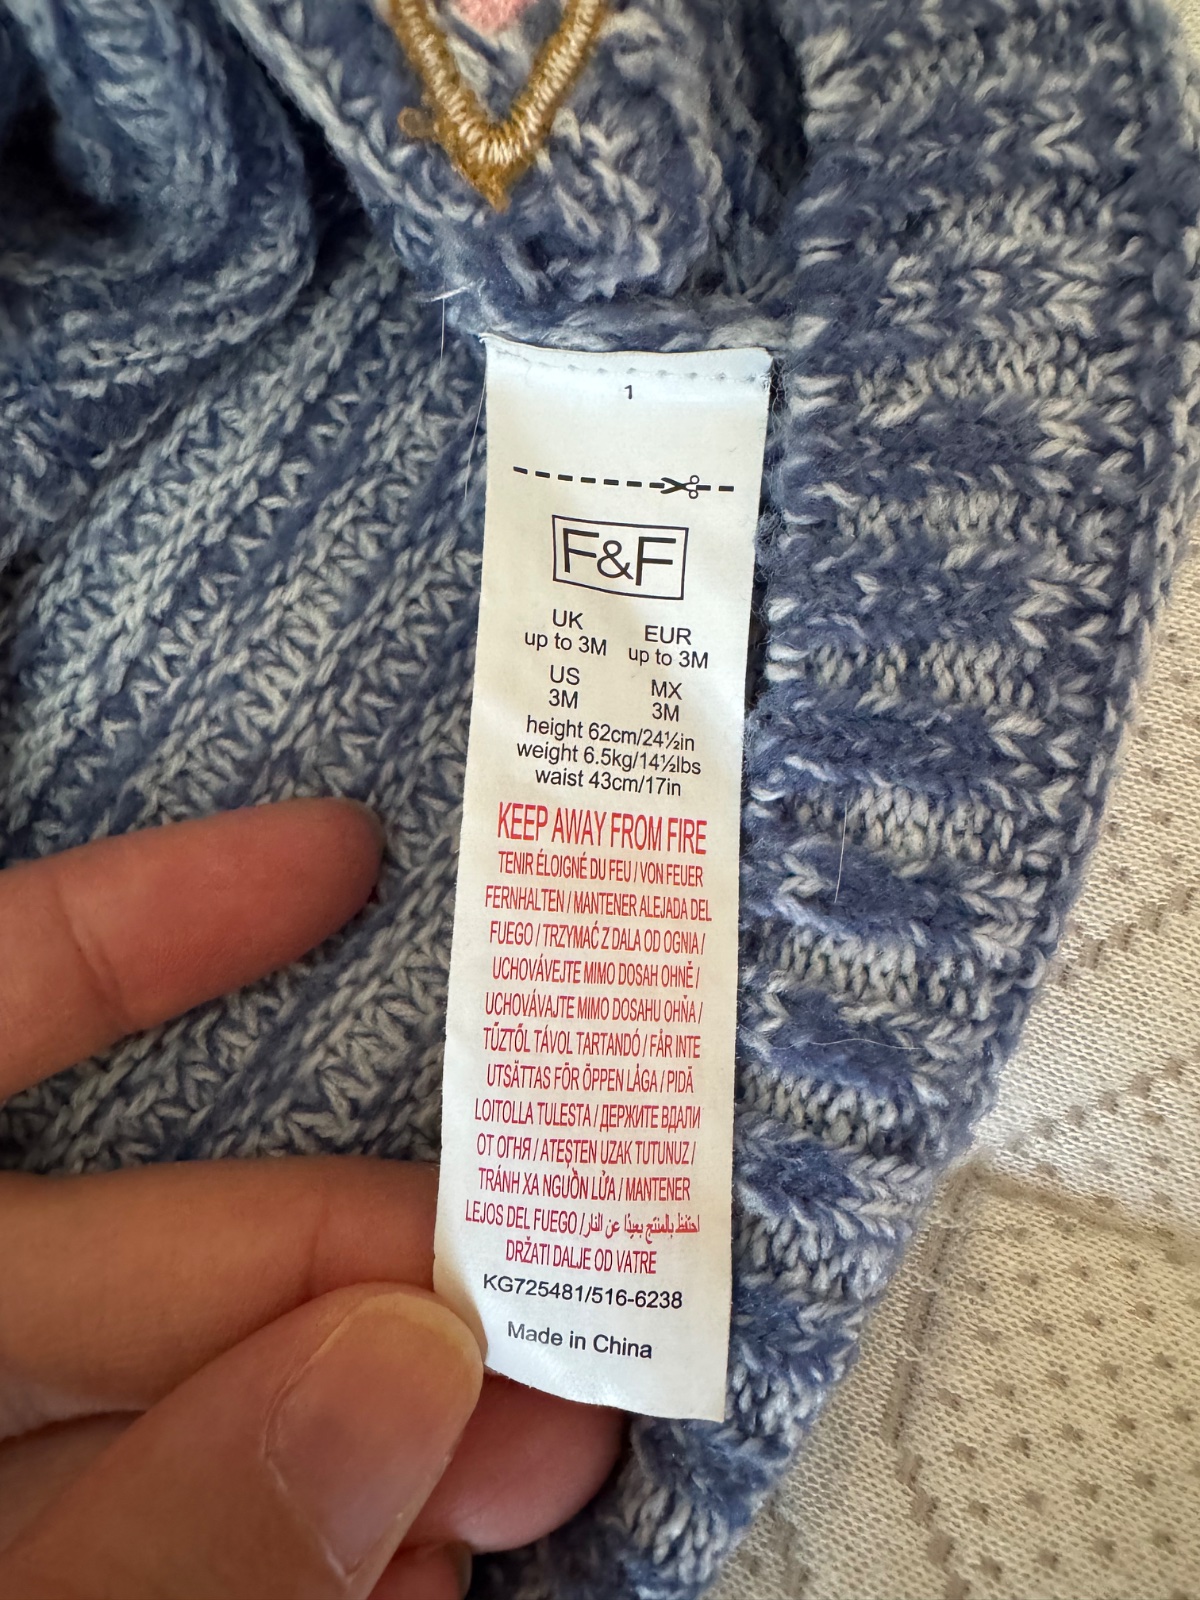 1
F&F
UK EUR
up to 3M up to 3M
US MX
3M 3M
height 62cm/24½in
weight 6.5kg/14½lbs
waist 43cm/17in
KEEP AWAY FROM FIRE
TENIR ÉLOIGNÉ DU FEU / VON FEUER
FERNHALTEN / MANTENER ALEJADA DEL
FUEGO / TRZYMAĆ Z DALA OD OGNIA /
UCHOVÁVEJTE MIMO DOSAH OHNĚ /
UCHOVÁVAJTE MIMO DOSAHU OHŇA /
TŰZTŐL TÁVOL TARTANDÓ / FÅR INTE
UTSÄTTAS FÖR ÖPPEN LÅGA / PIDÄ
LOITOLLA TULESTA / ДЕРЖИТЕ ВДАЛИ
ОТ ОГНЯ / ATEŞTEN UZAK TUTUNUZ /
TRÁNH XA NGUỒN LỬA / MANTENER
LEJOS DEL FUEGO / احتفظ بالمنتج بعيدًا عن النار
DRŽATI DALJE OD VATRE
KG725481/516-6238
Made in China